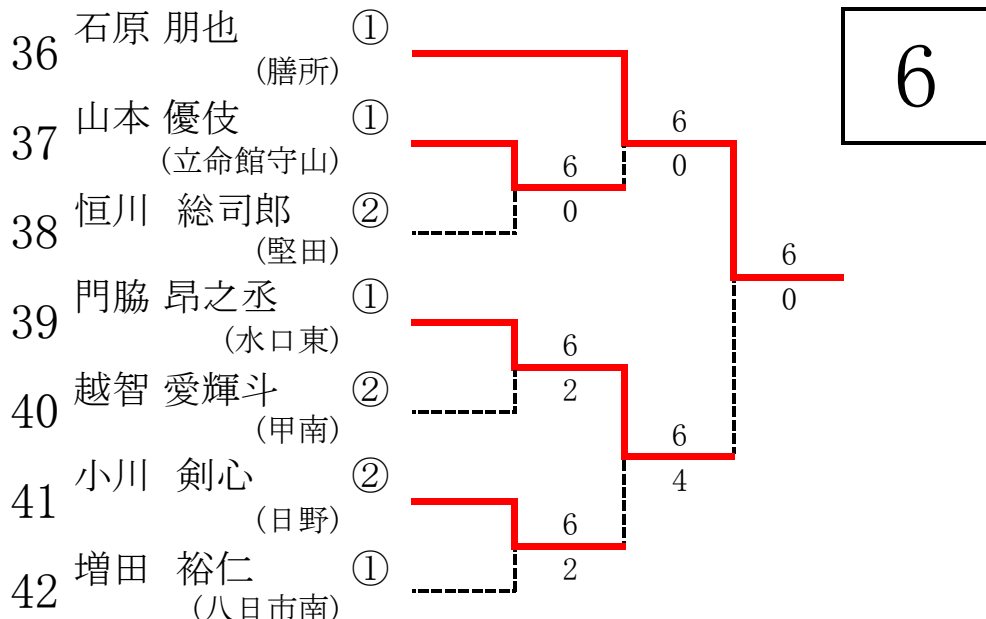 36 石原 朋也 ①
(膳所)
37 山本 優伎 ①
(立命館守山)
38 恒川 総司郎 ②
(堅田)
39 門脇 昂之丞 ①
(水口東)
40 越智 愛輝斗 ②
(甲南)
41 小川 剣心 ②
(日野)
42 増田 裕仁 ①
(八日市南)
6
0
6
2
6
2
6
0
6
4
6
0
6